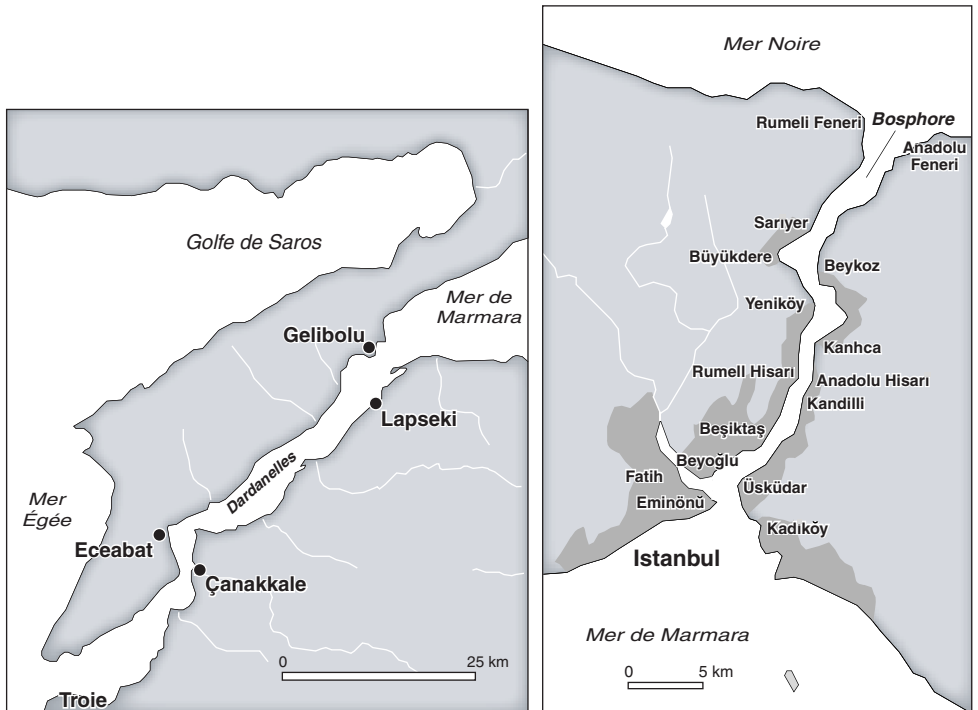 Golfe de Saros
Mer de
Marmara
Gelibolu
Lapseki
Dardanelles
Mer
Égée
Eceabat
Çanakkale
0 25 km
Troie
Mer Noire
Rumeli Feneri
Bosphore
Anadolu
Feneri
Sarıyer
Büyükdere
Beykoz
Yeniköy
Kanhca
Rumell Hisarı
Anadolu Hisarı
Kandilli
Beşiktaş
Beyoğlu
Fatih
Üsküdar
Eminönü
Kadıköy
Istanbul
Mer de Marmara
0 5 km